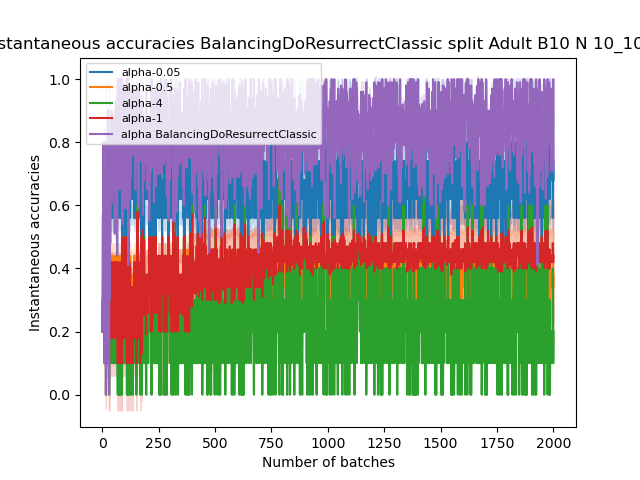 stantaneous accuracies BalancingDoResurrectClassic split Adult B10 N 10_10
alpha-0.05
alpha-0.5
alpha-4
alpha-1
alpha BalancingDoResurrectClassic
Instantaneous accuracies
1.0
0.8
0.6
0.4
0.2
0.0
0 250 500 750 1000 1250 1500 1750 2000
Number of batches